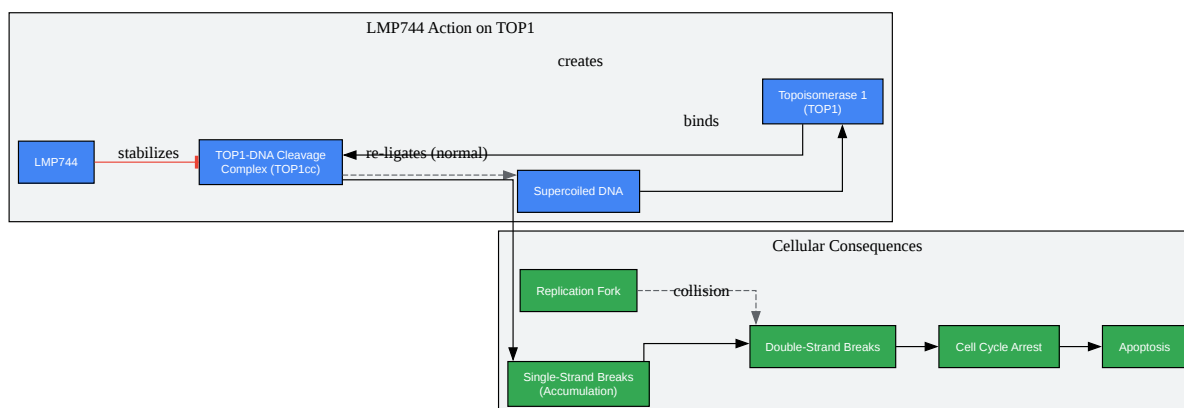 LMP744 Action on TOP1
creates
Topoisomerase 1
(TOP1)
binds
LMP744
stabilizes
TOP1-DNA Cleavage
Complex (TOP1cc)
re-ligates (normal)
Supercoiled DNA
Cellular Consequences
Replication Fork
collision
Double-Strand Breaks
Cell Cycle Arrest
Apoptosis
Single-Strand Breaks
(Accumulation)